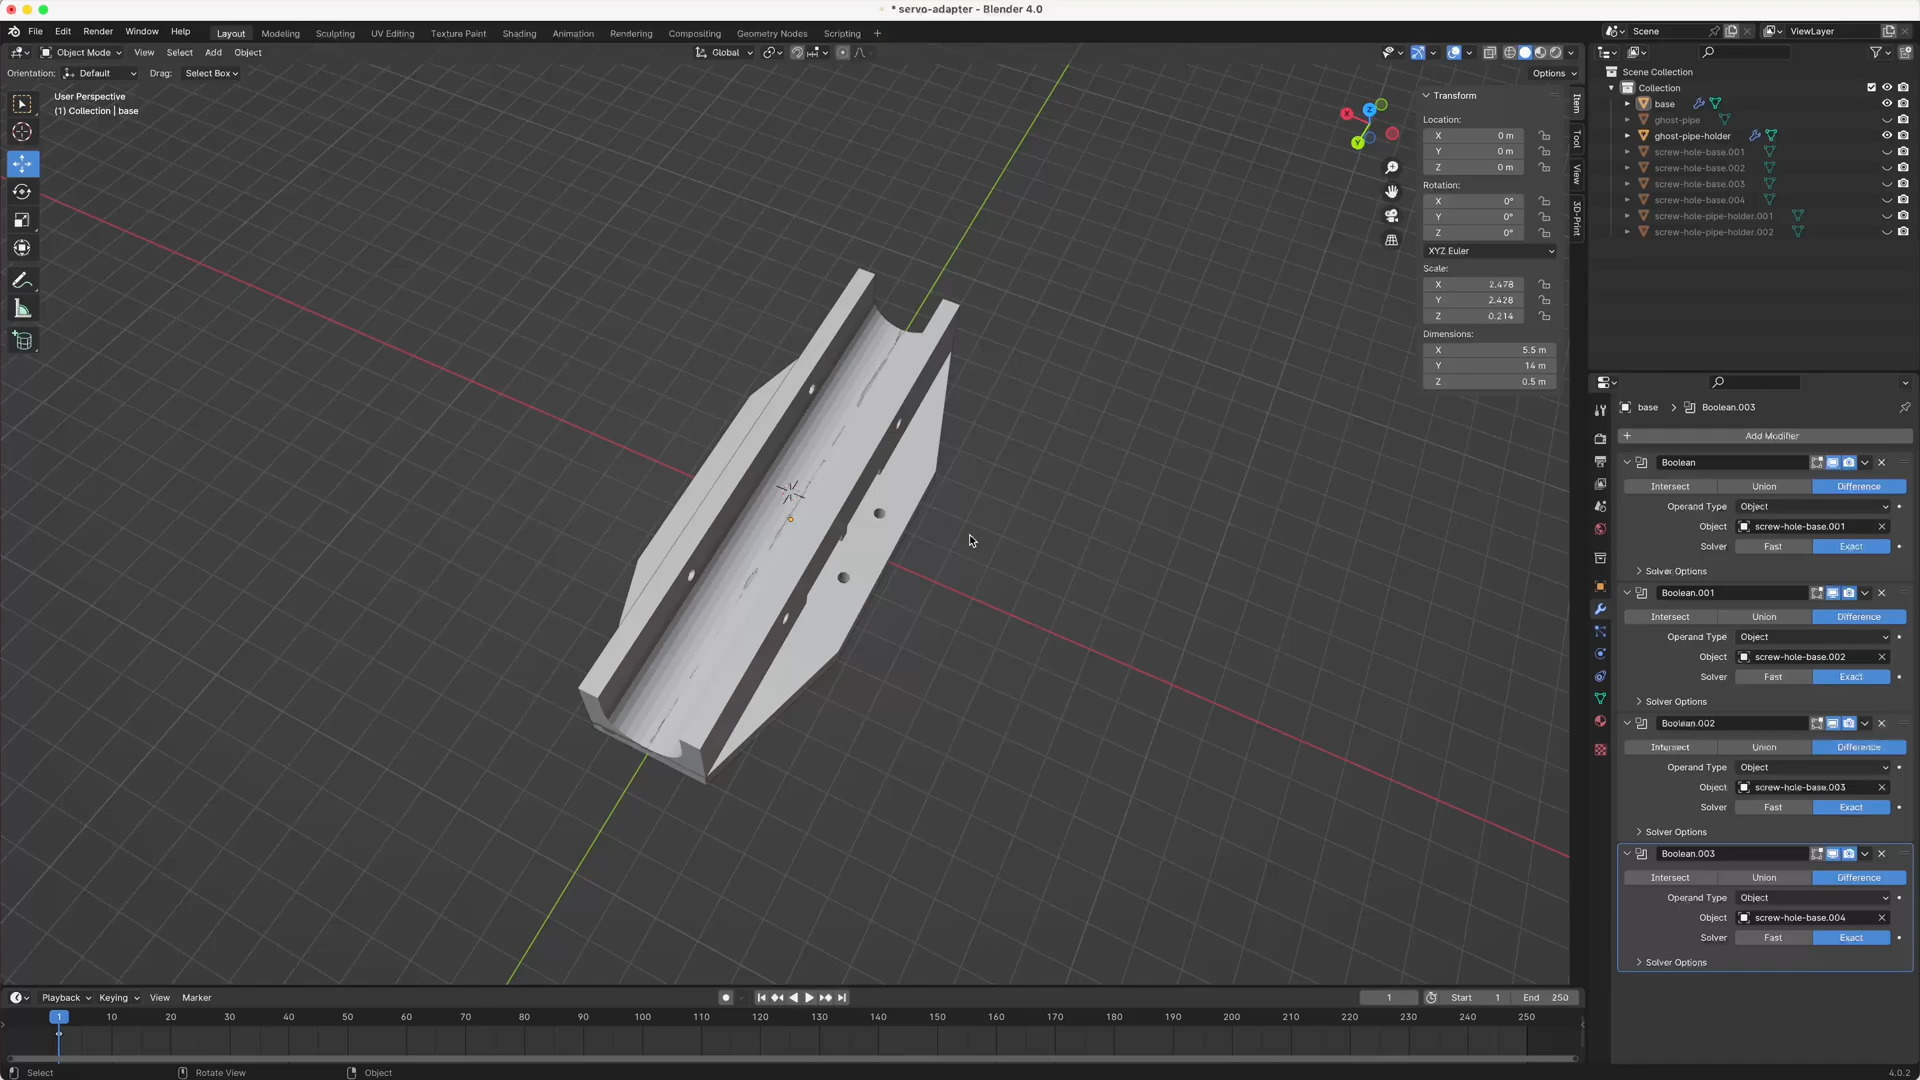 * servo-adapter - Blender 4.0
File Edit Render Window Help Layout Modeling Sculpting UV Editing Texture Paint Shading Animation Rendering Compositing Geometry Nodes Scripting + Scene ViewLayer
Object Mode View Select Add Object Global
Orientation: Default Drag: Select Box Options
User Perspective
(1) Collection | base
X
Y
Z
Transform
Location:
X 0 m
Y 0 m
Z 0 m
Rotation:
X 0°
Y 0°
Z 0°
XYZ Euler
Scale:
X 2.478
Y 2.428
Z 0.214
Dimensions:
X 5.5 m
Y 14 m
Z 0.5 m
Item
Tool
View
3D-Print
Scene Collection
Collection
base
ghost-pipe
ghost-pipe-holder
screw-hole-base.001
screw-hole-base.002
screw-hole-base.003
screw-hole-base.004
screw-hole-pipe-holder.001
screw-hole-pipe-holder.002
base > Boolean.003
+ Add Modifier
Boolean
Intersect Union Difference
Operand Type Object
Object screw-hole-base.001
Solver Fast Exact
Solver Options
Boolean.001
Intersect Union Difference
Operand Type Object
Object screw-hole-base.002
Solver Fast Exact
Solver Options
Boolean.002
Intersect Union Difference
Operand Type Object
Object screw-hole-base.003
Solver Fast Exact
Solver Options
Boolean.003
Intersect Union Difference
Operand Type Object
Object screw-hole-base.004
Solver Fast Exact
Solver Options
Playback Keying View Marker 1 Start 1 End 250
1 10 20 30 40 50 60 70 80 90 100 110 120 130 140 150 160 170 180 190 200 210 220 230 240 250
Select Rotate View Object 4.0.2